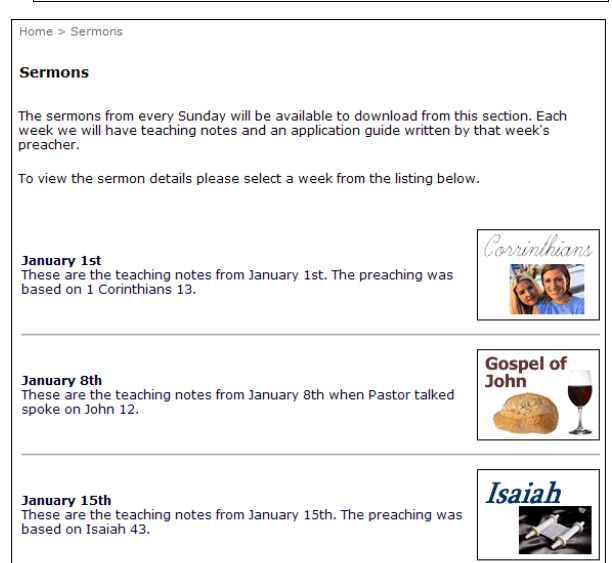 Home > Sermons
Sermons
The sermons from every Sunday will be available to download from this section. Each
week we will have teaching notes and an application guide written by that week's
preacher.
To view the sermon details please select a week from the listing below.
January 1st
These are the teaching notes from January 1st. The preaching was
based on 1 Corinthians 13.
Corrinthians
January 8th
These are the teaching notes from January 8th when Pastor talked
spoke on John 12.
Gospel of
John
January 15th
These are the teaching notes from January 15th. The preaching was
based on Isaiah 43.
Isaiah